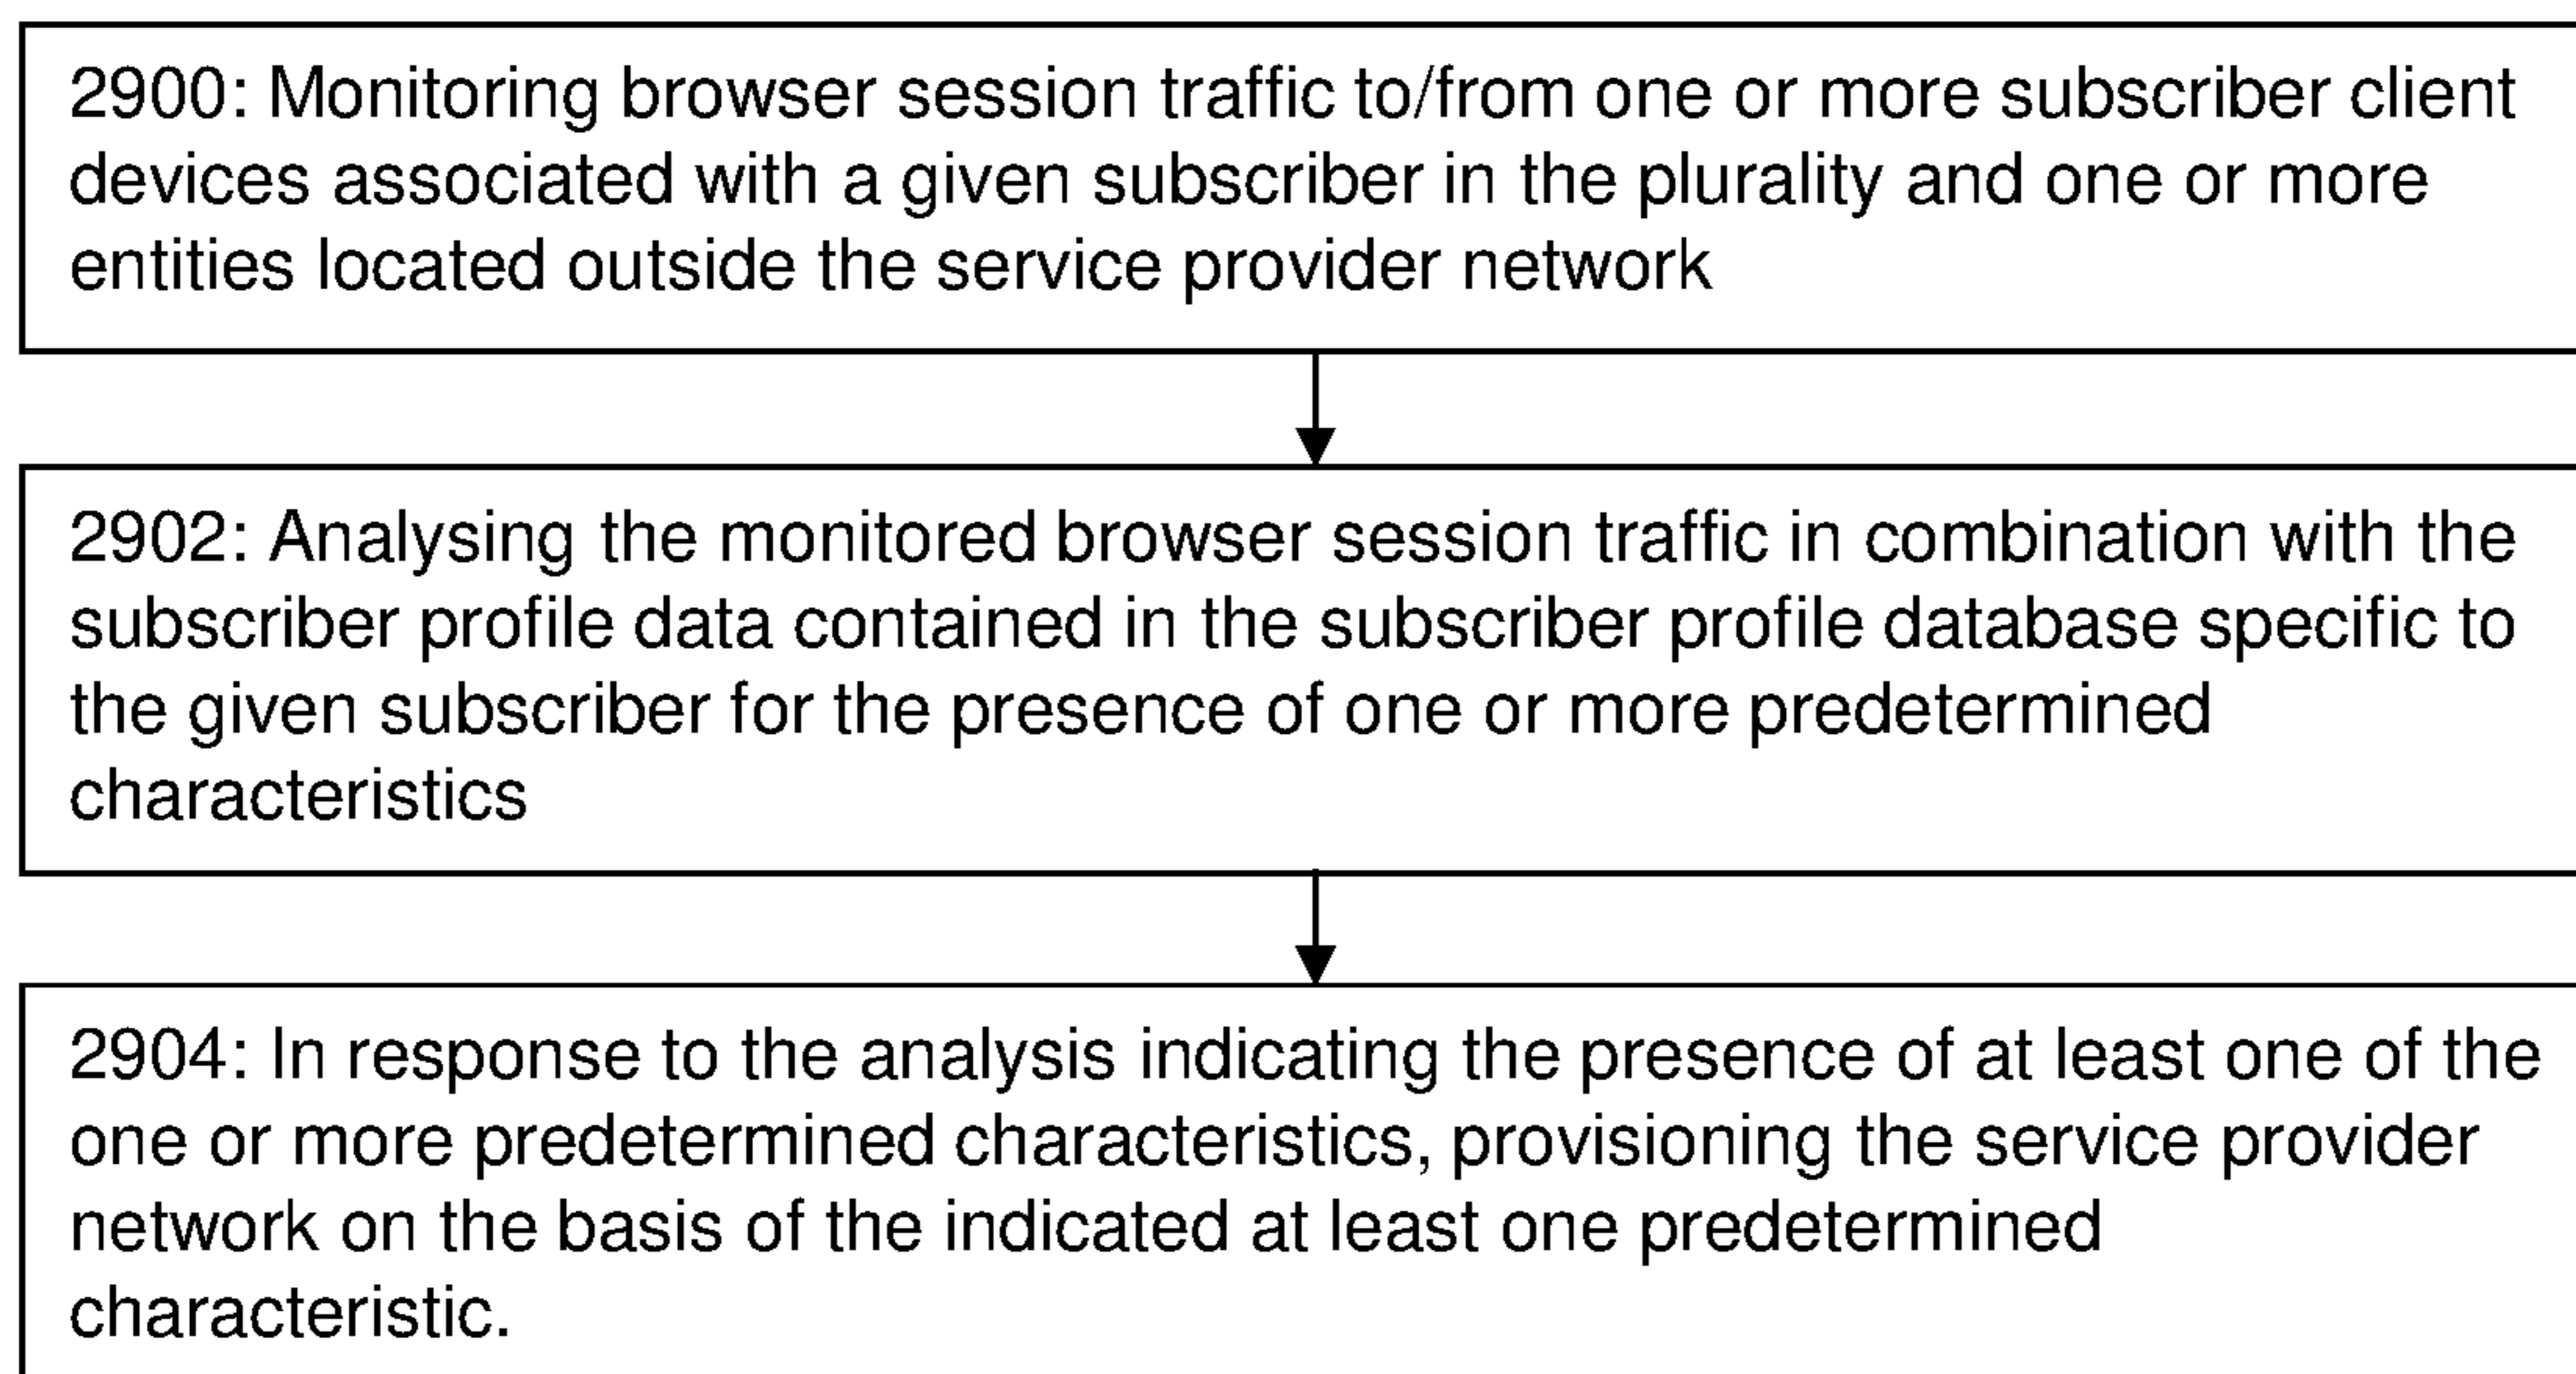 2900: Monitoring browser session traffic to/from one or more subscriber client
devices associated with a given subscriber in the plurality and one or more
entities located outside the service provider network
2902: Analysing the monitored browser session traffic in combination with the
subscriber profile data contained in the subscriber profile database specific to
the given subscriber for the presence of one or more predetermined
characteristics
2904: In response to the analysis indicating the presence of at least one of the
one or more predetermined characteristics, provisioning the service provider
network on the basis of the indicated at least one predetermined
characteristic.